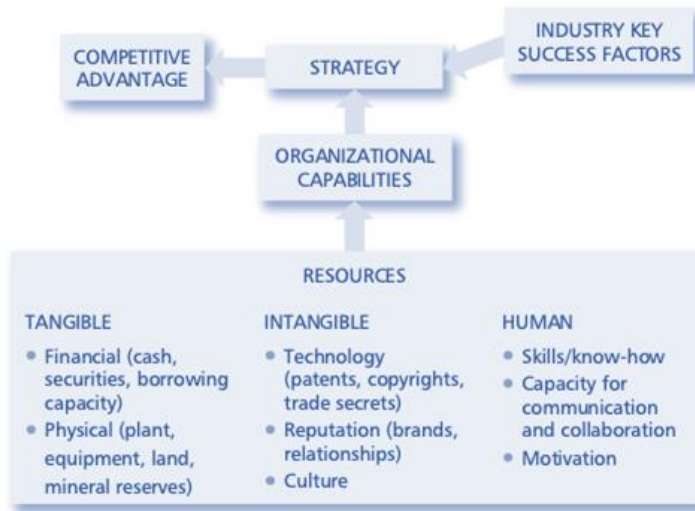 COMPETITIVE
ADVANTAGE
STRATEGY
INDUSTRY KEY
SUCCESS FACTORS
ORGANIZATIONAL
CAPABILITIES
RESOURCES
TANGIBLE
• Financial (cash,
securities, borrowing
capacity)
• Physical (plant,
equipment, land,
mineral reserves)
INTANGIBLE
• Technology
(patents, copyrights,
trade secrets)
• Reputation (brands,
relationships)
• Culture
HUMAN
• Skills/know-how
• Capacity for
communication
and collaboration
• Motivation